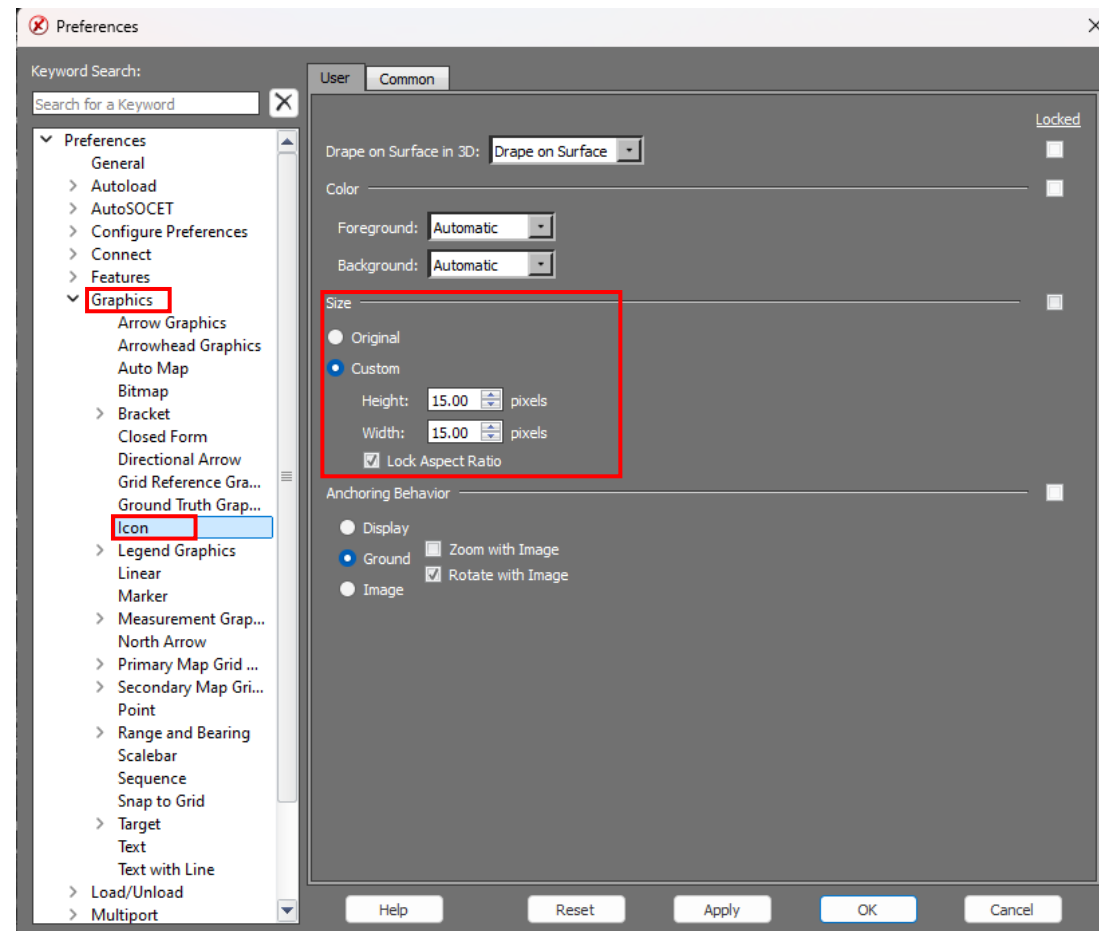 Preferences
Keyword Search:
Search for a Keyword
Preferences
General
Autoload
AutoSOCET
Configure Preferences
Connect
Features
Graphics
Arrow Graphics
Arrowhead Graphics
Auto Map
Bitmap
Bracket
Closed Form
Directional Arrow
Grid Reference Gra...
Ground Truth Grap...
Icon
Legend Graphics
Linear
Marker
Measurement Grap...
North Arrow
Primary Map Grid ...
Secondary Map Gri...
Point
Range and Bearing
Scalebar
Sequence
Snap to Grid
Target
Text
Text with Line
Load/Unload
Multiport
User Common
Locked
Drape on Surface in 3D: Drape on Surface
Color
Foreground: Automatic
Background: Automatic
Size
Original
Custom
Height: 15.00 pixels
Width: 15.00 pixels
Lock Aspect Ratio
Anchoring Behavior
Display
Ground
Zoom with Image
Rotate with Image
Image
Help Reset Apply OK Cancel